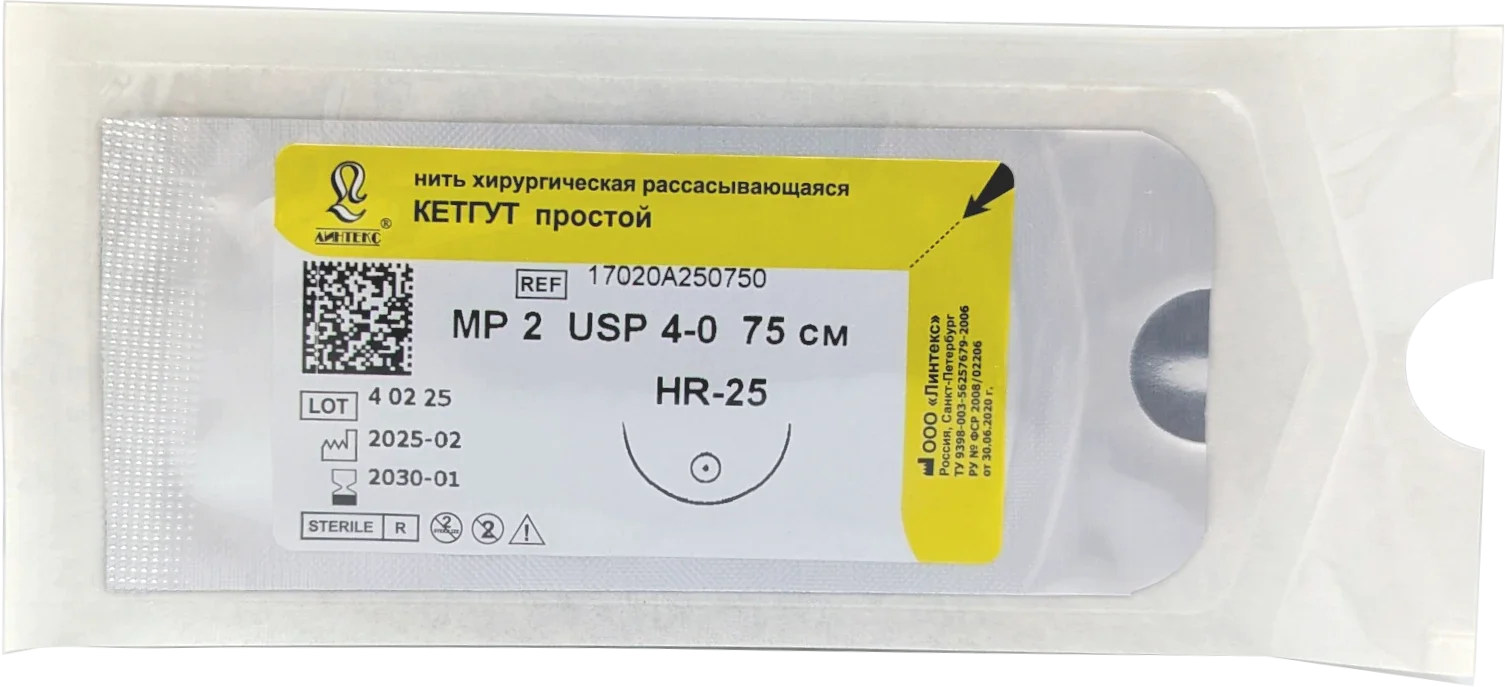 нить хирургическая рассасывающаяся
КЕТГУТ простой
ЛИНТЕКС ®
REF 17020A250750
MP 2 USP 4-0 75 см
HR-25
LOT 4 02 25
2025-02
2030-01
STERILE R
2
2
ООО «Линтекс»
Россия, Санкт-Петербург
ТУ 9398-003-56257679-2006
РУ № ФСР 2008/02206
от 30.06.2020 г.